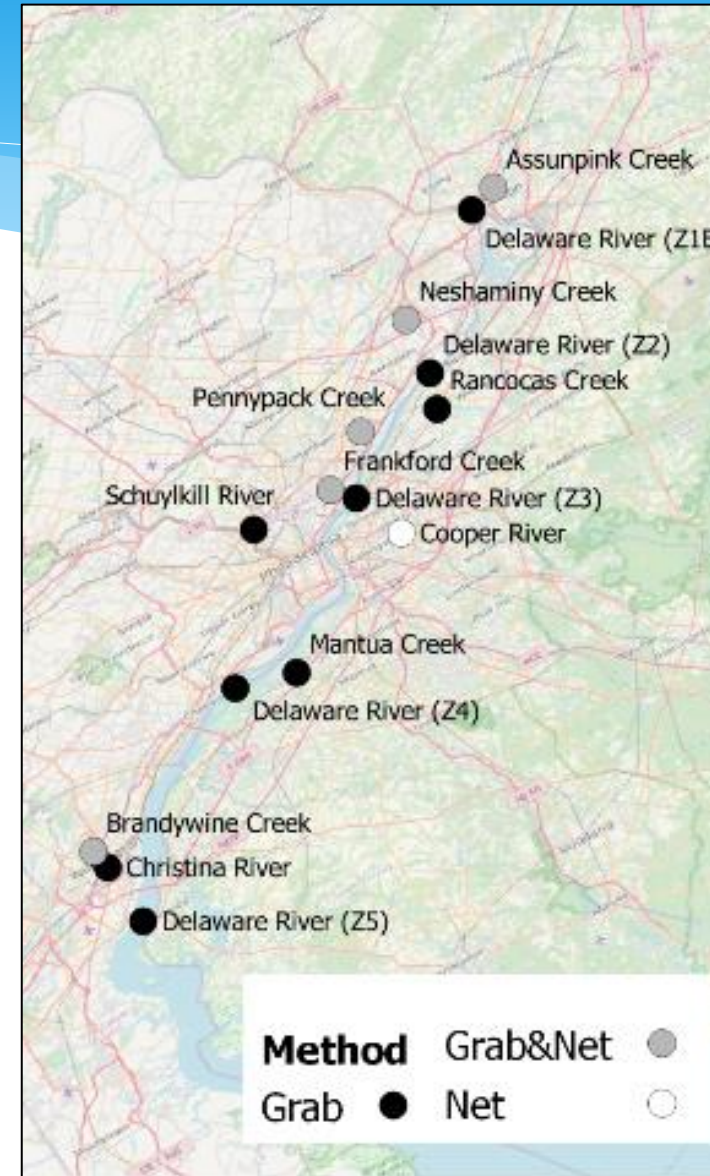 Assunpink Creek
Delaware River (Z1E
Neshaminy Creek
Delaware River (Z2)
Rancocas Creek
Pennypack Creek
Frankford Creek
Schuylkill River
Delaware River (Z3)
Cooper River
Mantua Creek
Delaware River (Z4)
Brandywine Creek
Christina River
Delaware River (Z5)
Method Grab&Net
Grab Net